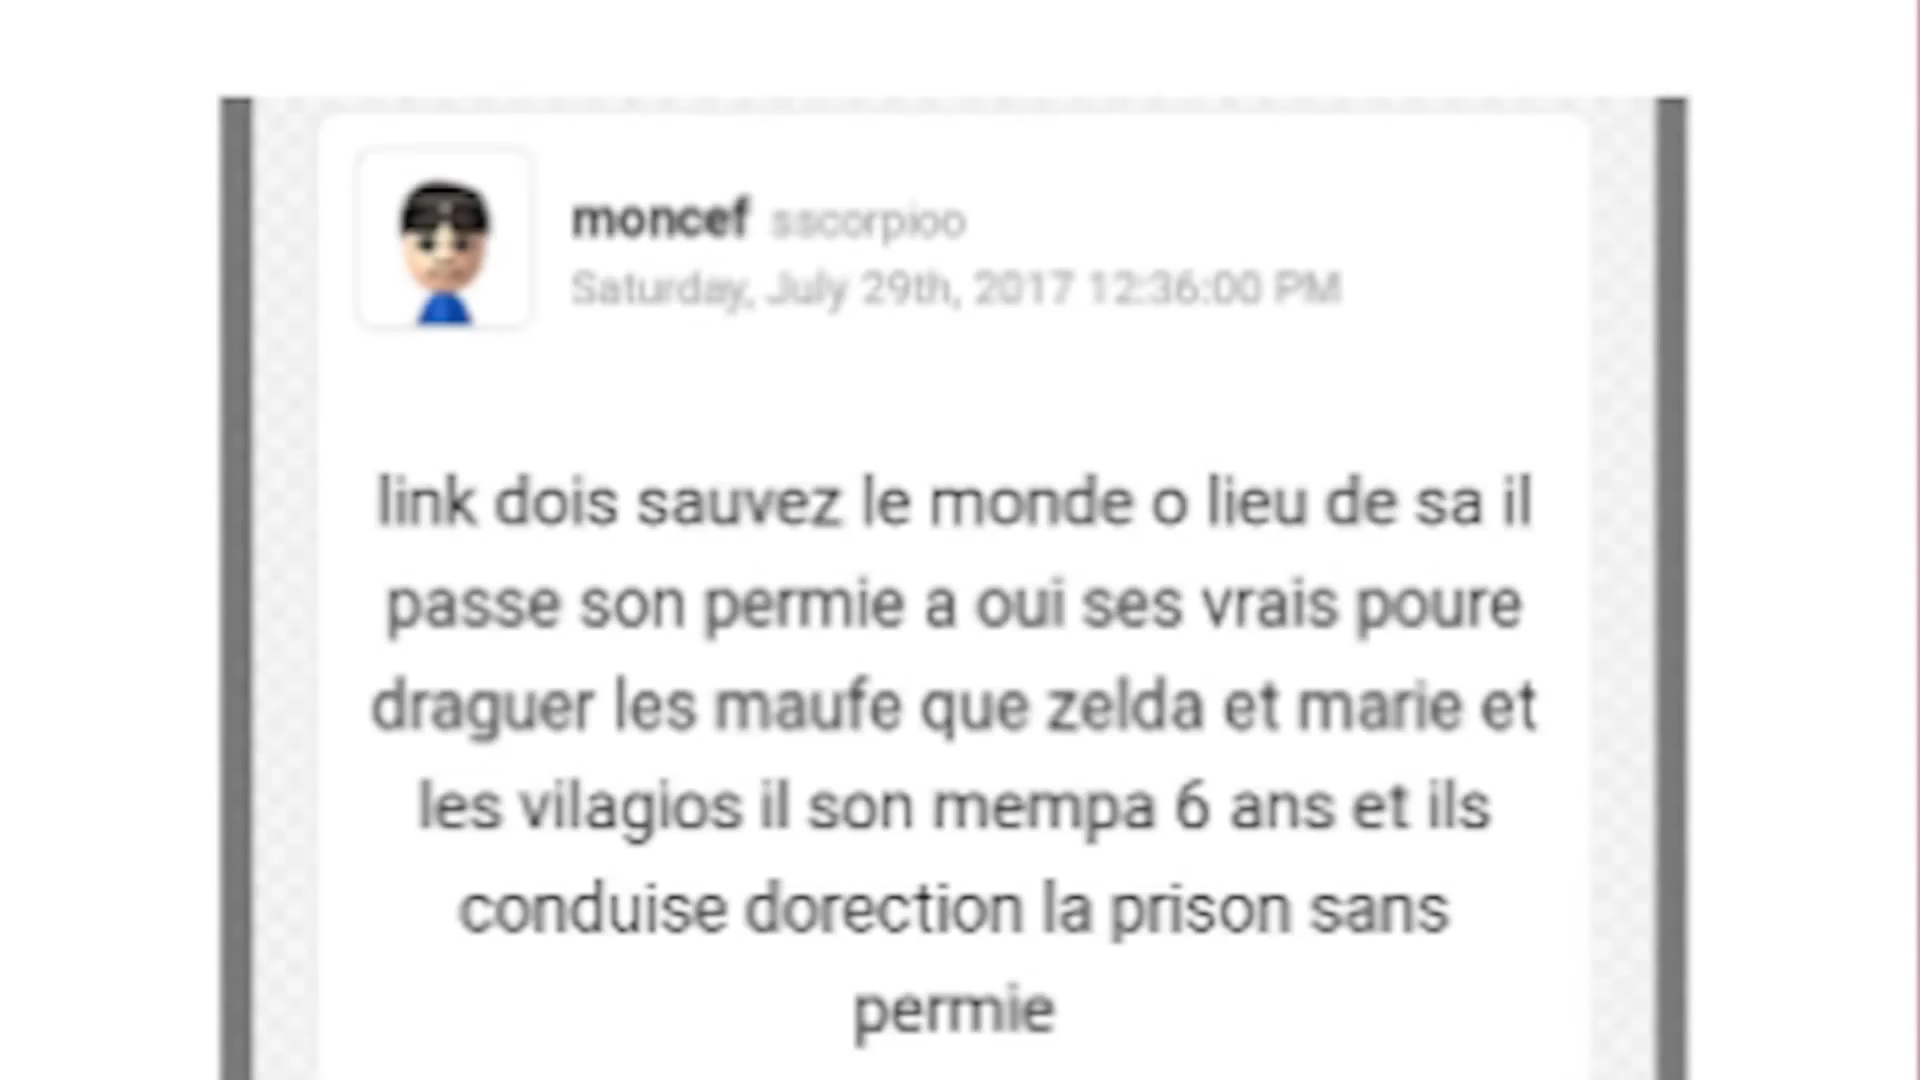 moncef sscorpioo
Saturday, July 29th, 2017 12:36:00 PM
link dois sauvez le monde o lieu de sa il
passe son permie a oui ses vrais poure
draguer les maufe que zelda et marie et
les vilagios il son mempa 6 ans et ils
conduise dorection la prison sans
permie